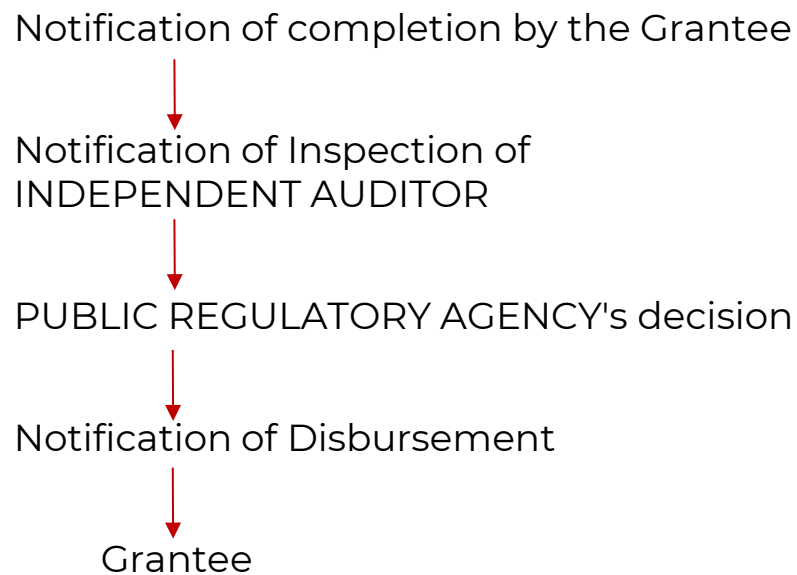 Notification of completion by the Grantee
Notification of Inspection of
INDEPENDENT AUDITOR
PUBLIC REGULATORY AGENCY's decision
Notification of Disbursement
Grantee